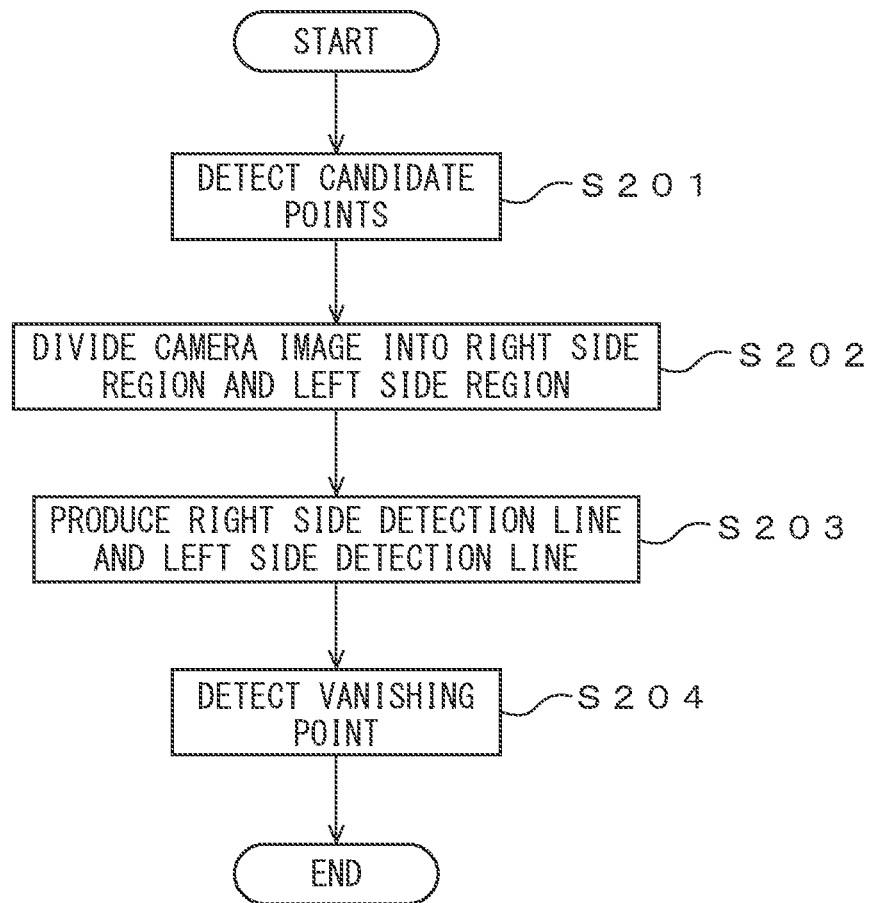 START
DETECT CANDIDATE
POINTS
S201
DIVIDE CAMERA IMAGE INTO RIGHT SIDE
REGION AND LEFT SIDE REGION
S202
PRODUCE RIGHT SIDE DETECTION LINE
AND LEFT SIDE DETECTION LINE
S203
DETECT VANISHING
POINT
S204
END